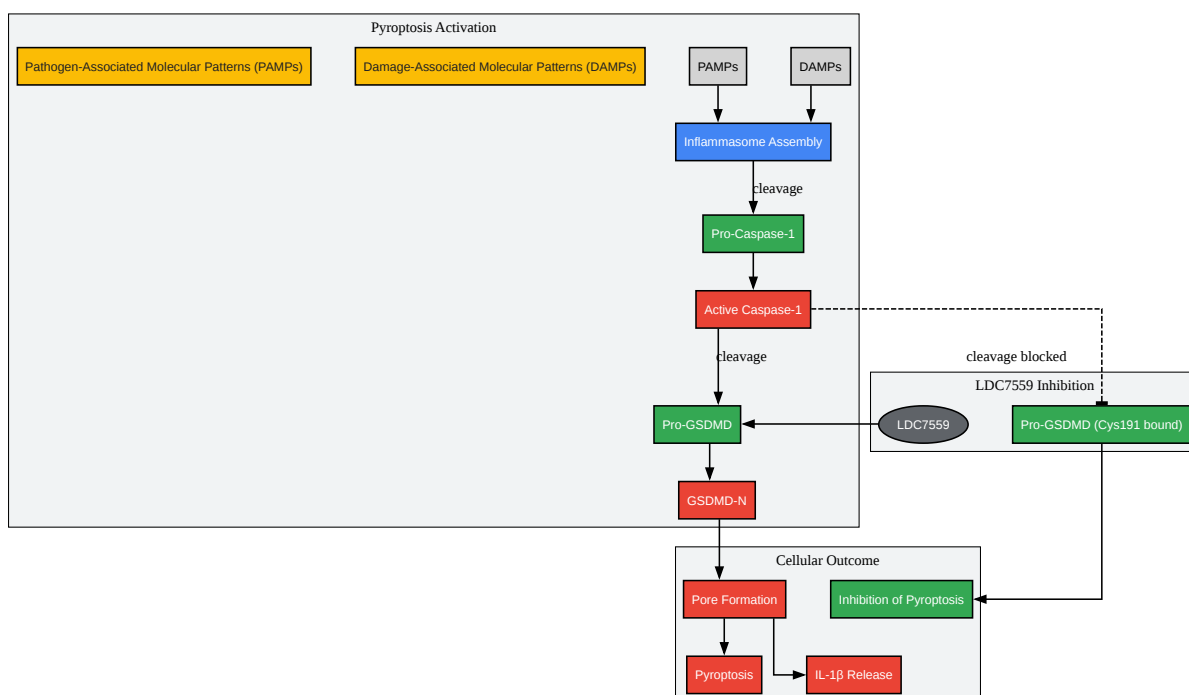 Pyroptosis Activation
Pathogen-Associated Molecular Patterns (PAMPs)
Damage-Associated Molecular Patterns (DAMPs)
PAMPs
DAMPs
Inflammasome Assembly
cleavage
Pro-Caspase-1
Active Caspase-1
cleavage
cleavage blocked
LDC7559 Inhibition
Pro-GSDMD
LDC7559
Pro-GSDMD (Cys191 bound)
GSDMD-N
Cellular Outcome
Pore Formation
Inhibition of Pyroptosis
Pyroptosis
IL-1β Release